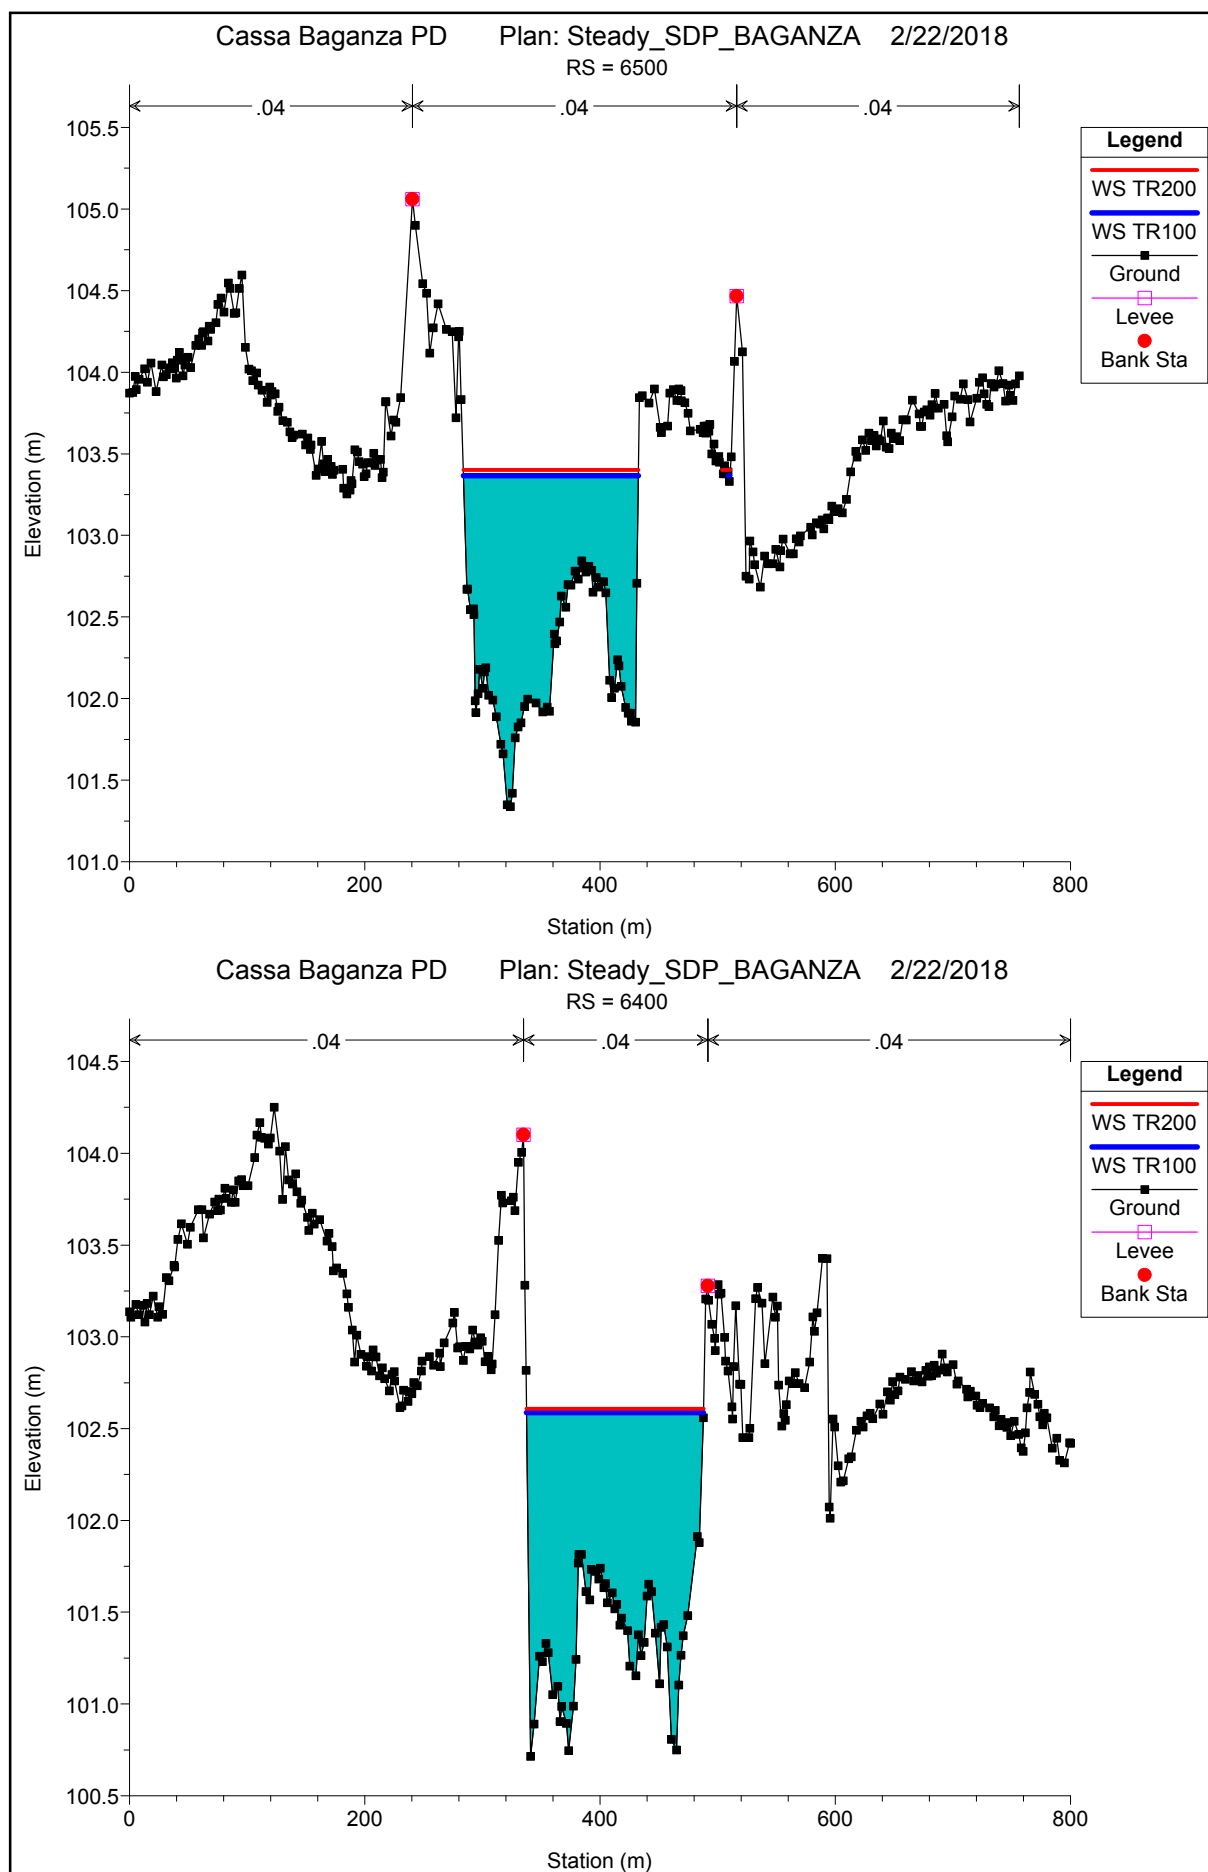 Cassa Baganza PD Plan: Steady_SDP_BAGANZA 2/22/2018
RS = 6500
.04 .04 .04
105.5
105.0
104.5
104.0
103.5
103.0
102.5
102.0
101.5
101.0
Elevation (m)
0 200 400 600 800
Station (m)
Legend
WS TR200
WS TR100
Ground
Levee
Bank Sta
Cassa Baganza PD Plan: Steady_SDP_BAGANZA 2/22/2018
RS = 6400
.04 .04 .04
104.5
104.0
103.5
103.0
102.5
102.0
101.5
101.0
100.5
Elevation (m)
0 200 400 600 800
Station (m)
Legend
WS TR200
WS TR100
Ground
Levee
Bank Sta